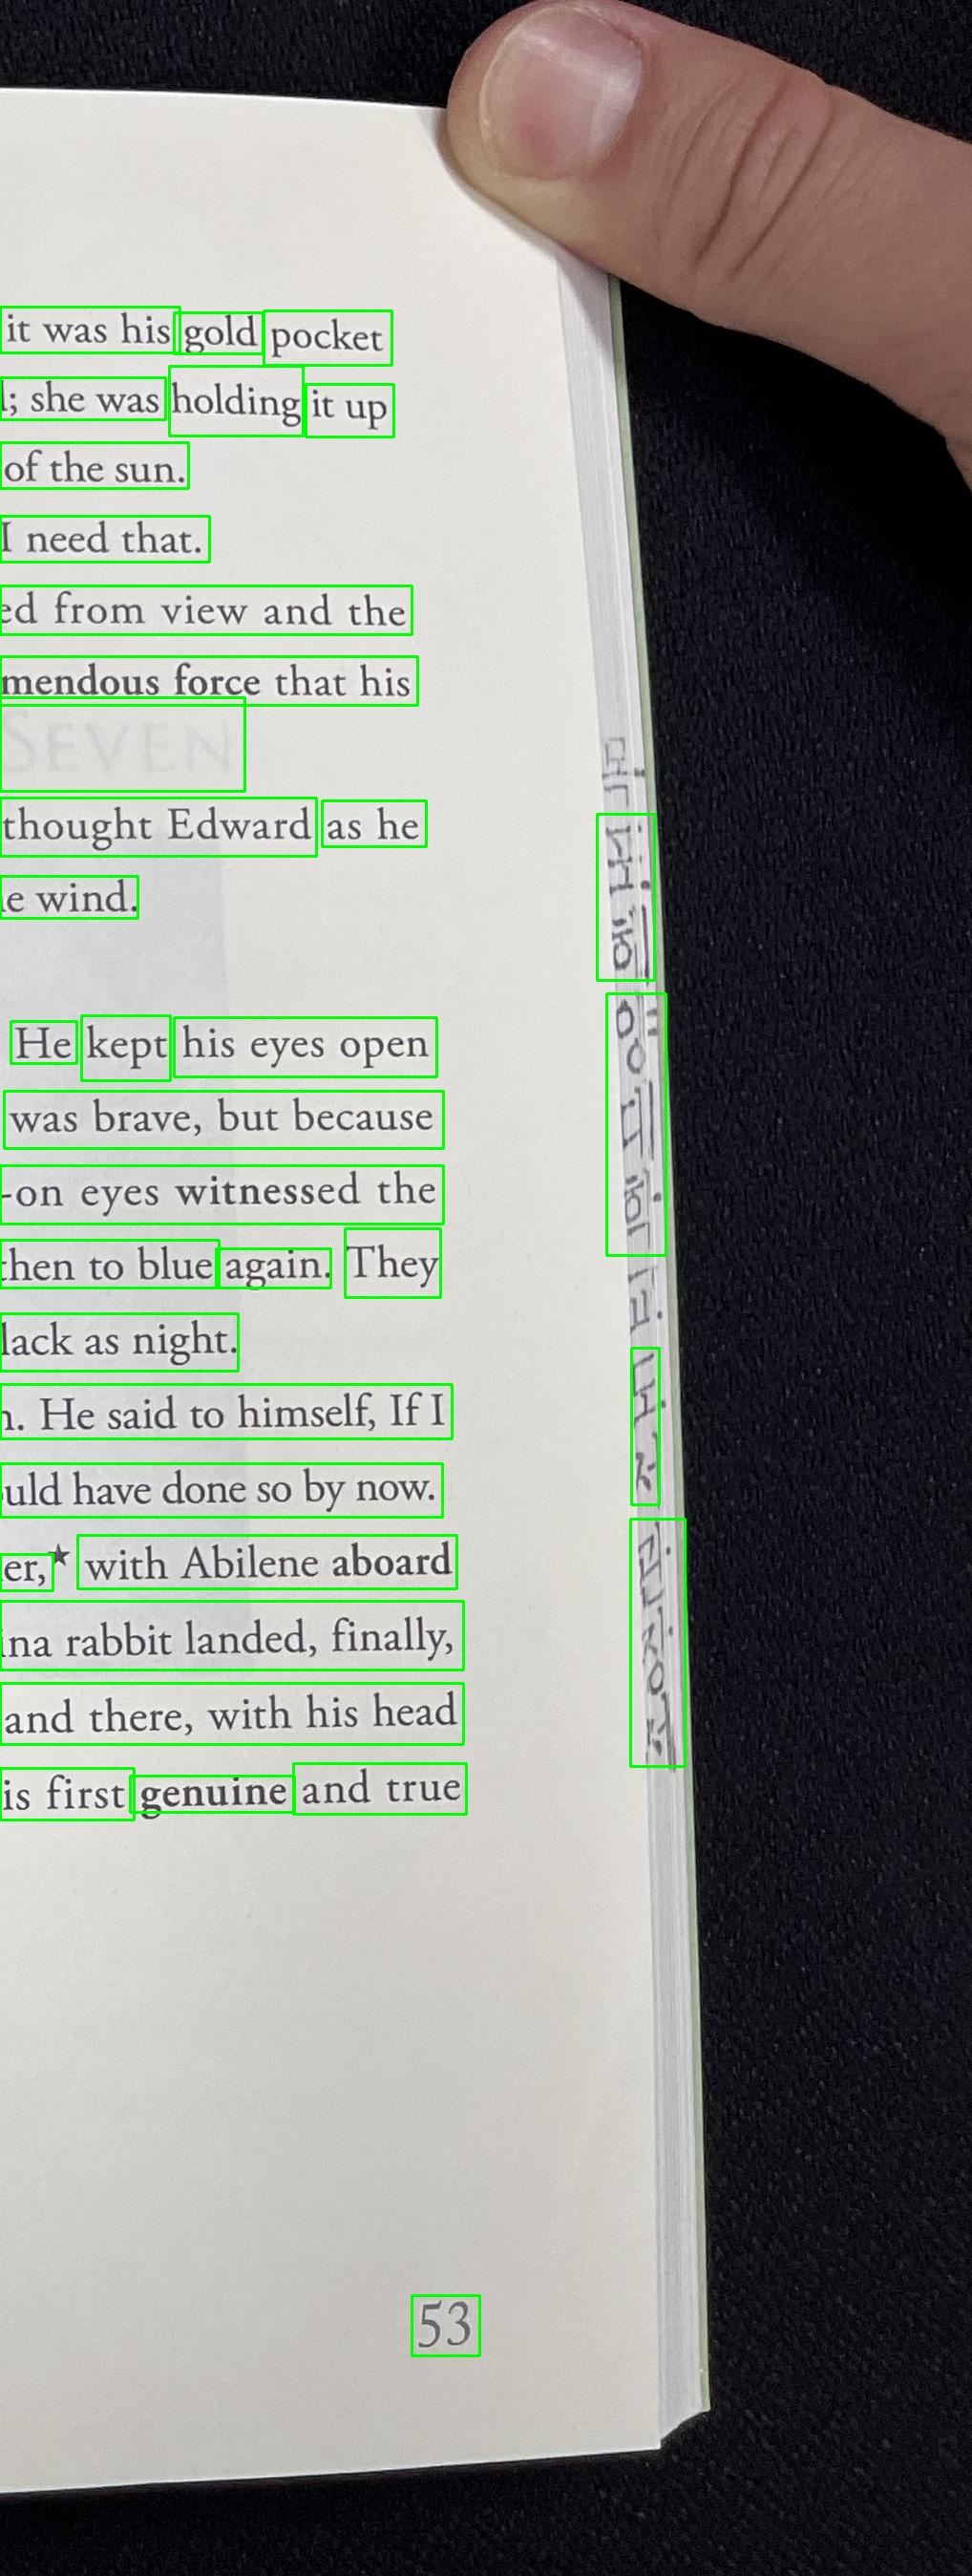 it was his gold pocket
; she was holding it up
of the sun.
I need that.
ed from view and the
mendous force that his
SEVEN
thought Edward as he
e wind.
He kept his eyes open
was brave, but because
-on eyes witnessed the
then to blue again. They
lack as night.
. He said to himself, If I
uld have done so by now.
er,* with Abilene aboard
ina rabbit landed, finally,
and there, with his head
is first genuine and true
53